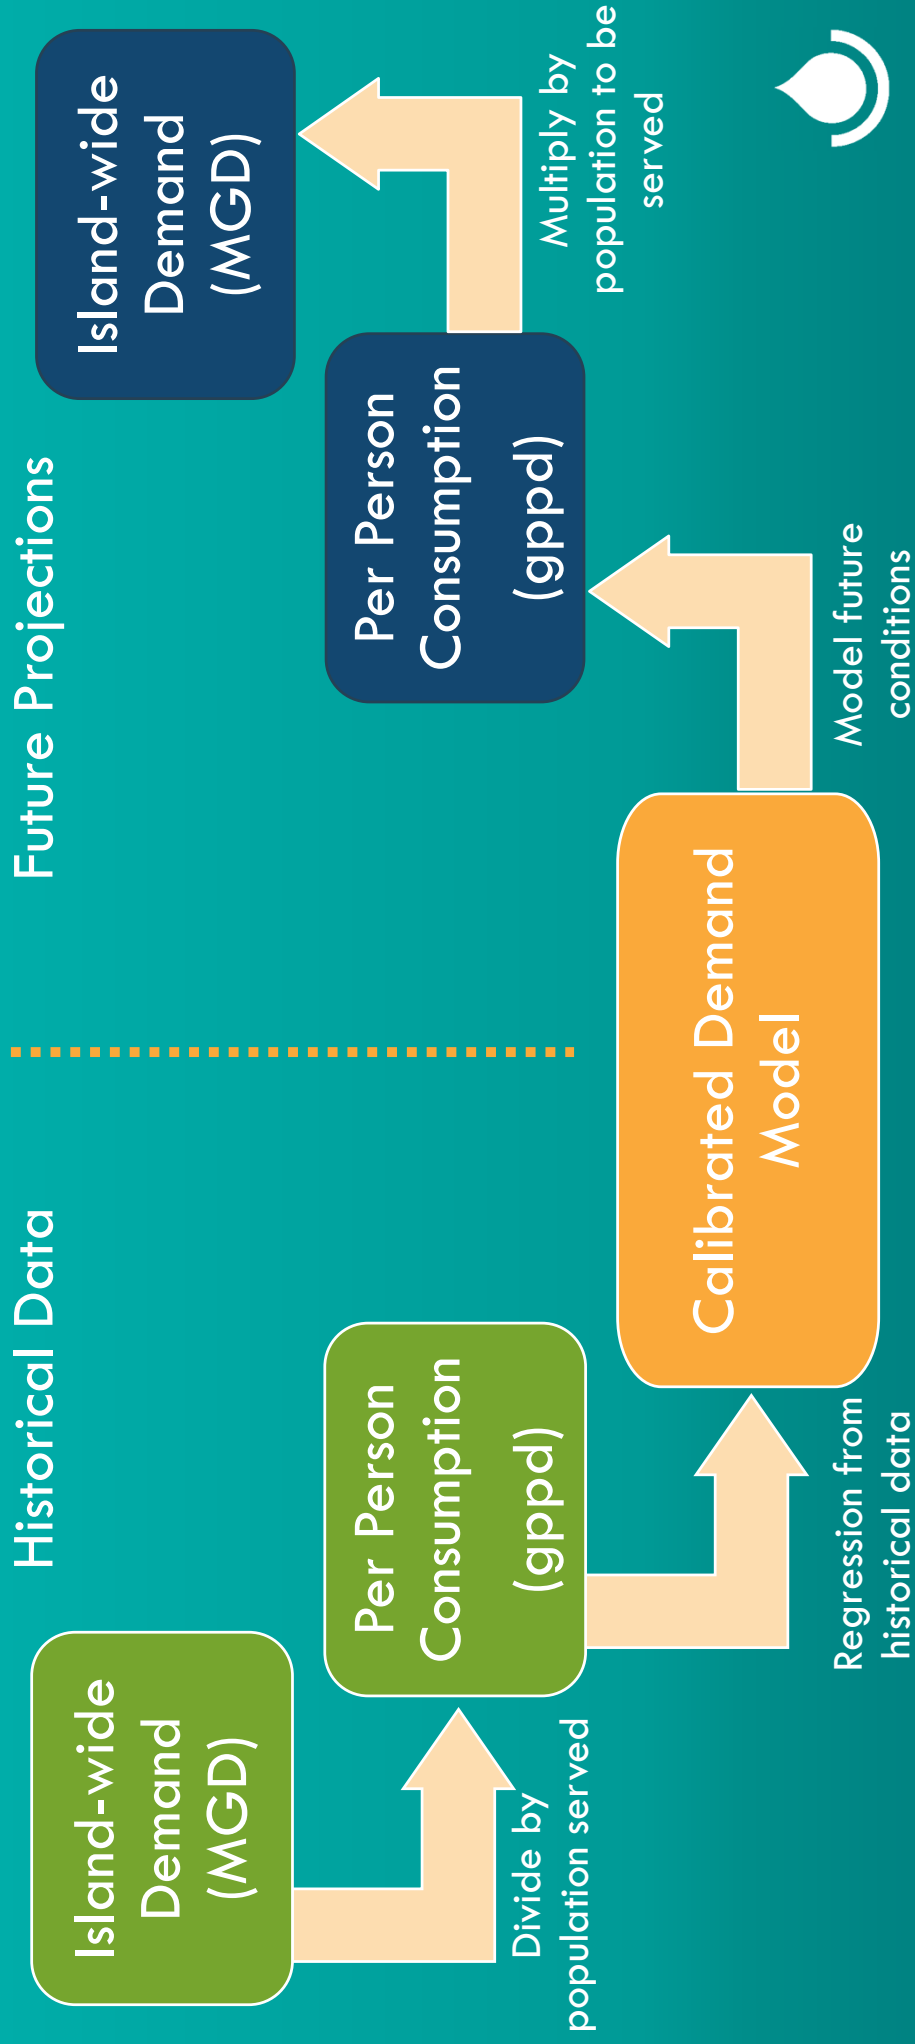 Historical Data
Future Projections
Island-wide
Demand
(MGD)
Divide by
population served
Per Person
Consumption
(gppd)
Regression from
historical data
Calibrated Demand
Model
Model future
conditions
Per Person
Consumption
(gppd)
Multiply by
population to be
served
Island-wide
Demand
(MGD)